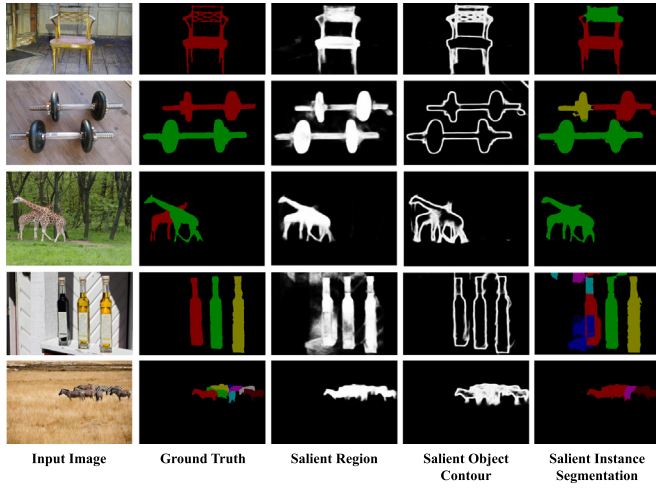 Input Image
Ground Truth
Salient Region
Salient Object
Contour
Salient Instance
Segmentation